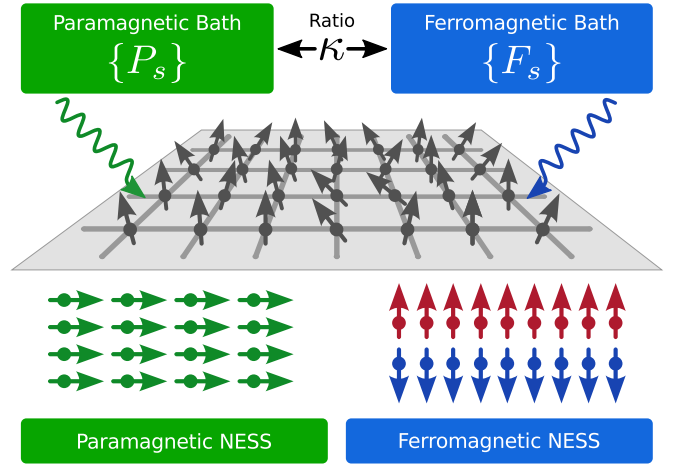 Paramagnetic Bath
{P_s}
Ratio
κ
Ferromagnetic Bath
{F_s}
Paramagnetic NESS
Ferromagnetic NESS